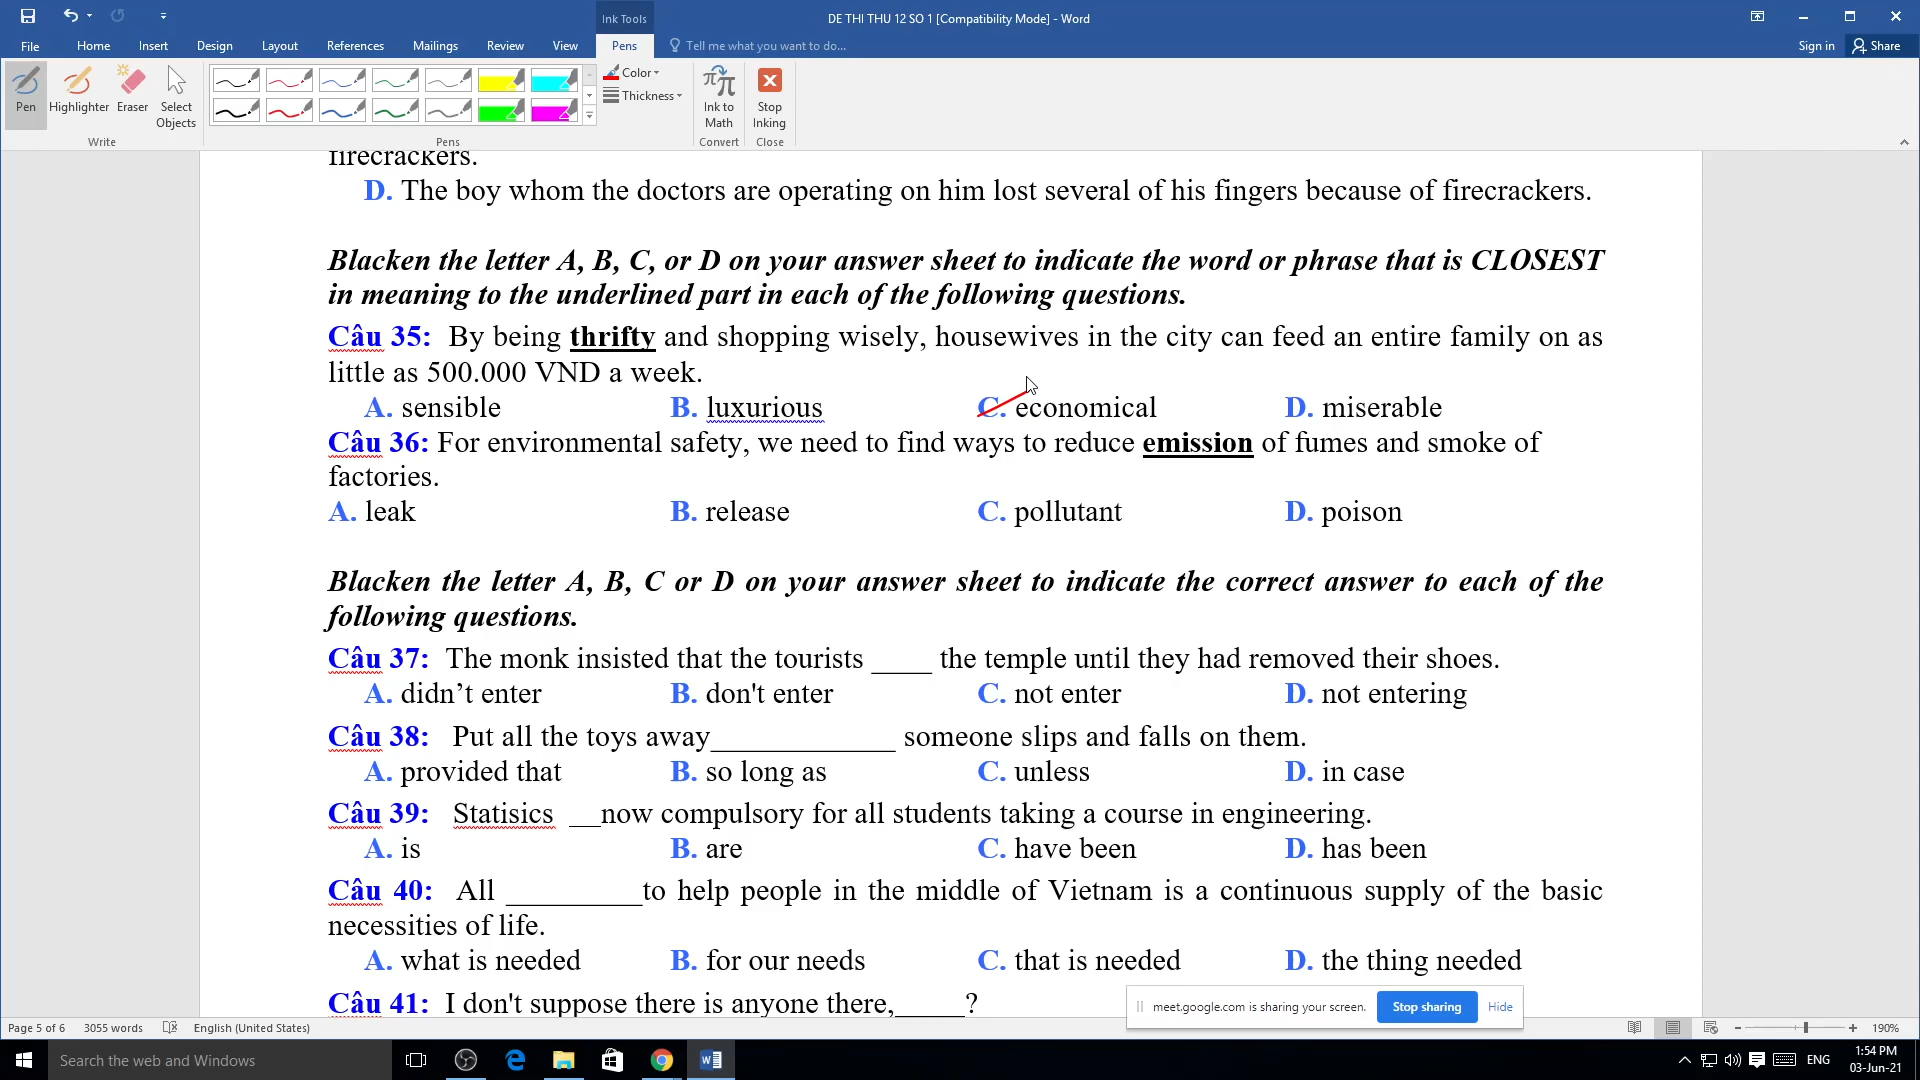 Ink Tools
DE THI THU 12 SO 1 [Compatibility Mode] - Word
File Home Insert Design Layout References Mailings Review View Pens Tell me what you want to do... Sign in Share
Pen Highlighter Eraser Select Objects
Color
Thickness
Ink to Math
Stop Inking
Write Pens Convert Close
firecrackers.
D. The boy whom the doctors are operating on him lost several of his fingers because of firecrackers.
Blacken the letter A, B, C, or D on your answer sheet to indicate the word or phrase that is CLOSEST
in meaning to the underlined part in each of the following questions.
Câu 35: By being thrifty and shopping wisely, housewives in the city can feed an entire family on as
little as 500.000 VND a week.
A. sensible B. luxurious C. economical D. miserable
Câu 36: For environmental safety, we need to find ways to reduce emission of fumes and smoke of
factories.
A. leak B. release C. pollutant D. poison
Blacken the letter A, B, C or D on your answer sheet to indicate the correct answer to each of the
following questions.
Câu 37: The monk insisted that the tourists ____ the temple until they had removed their shoes.
A. didn’t enter B. don't enter C. not enter D. not entering
Câu 38: Put all the toys away____________ someone slips and falls on them.
A. provided that B. so long as C. unless D. in case
Câu 39: Statisics __now compulsory for all students taking a course in engineering.
A. is B. are C. have been D. has been
Câu 40: All _________to help people in the middle of Vietnam is a continuous supply of the basic
necessities of life.
A. what is needed B. for our needs C. that is needed D. the thing needed
Câu 41: I don't suppose there is anyone there,_____?
meet.google.com is sharing your screen. Stop sharing Hide
Page 5 of 6 3055 words English (United States) 190%
Search the web and Windows
ENG
1:54 PM
03-Jun-21